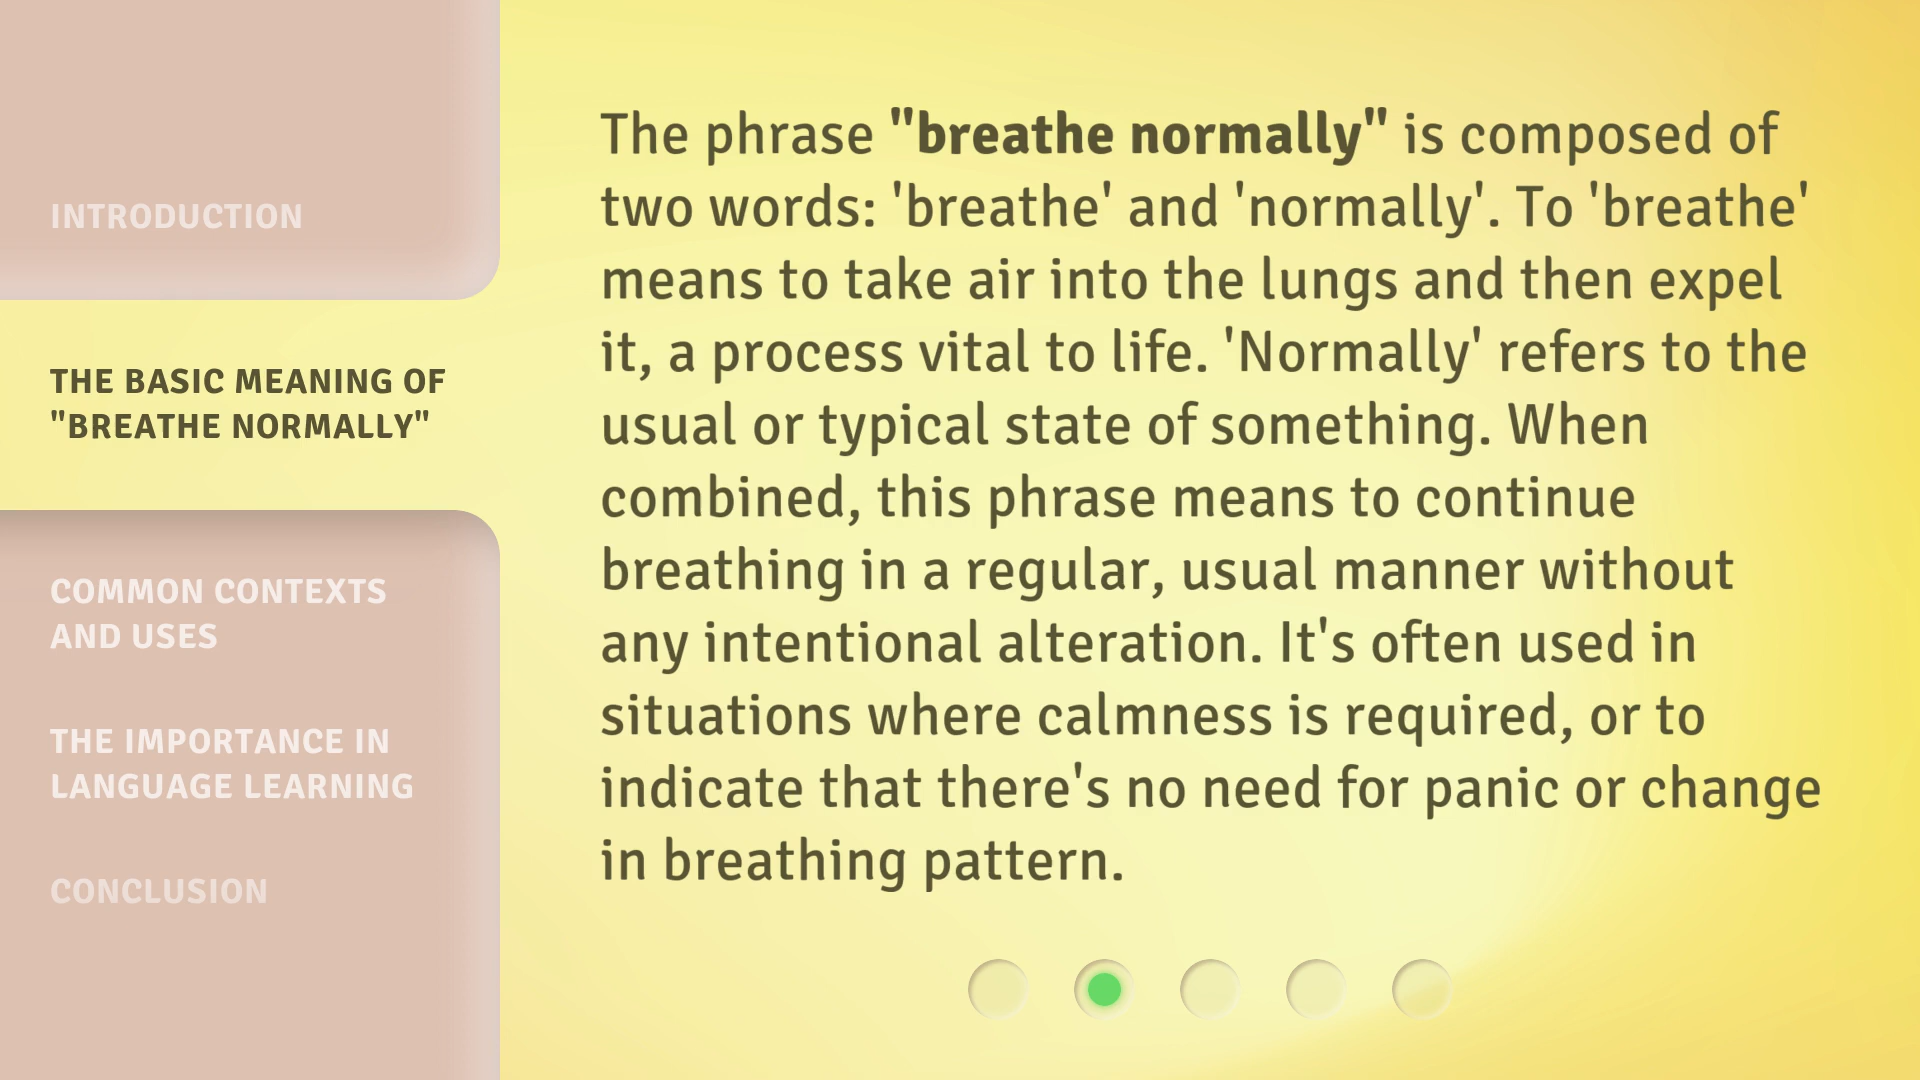 INTRODUCTION
THE BASIC MEANING OF
"BREATHE NORMALLY"
COMMON CONTEXTS
AND USES
THE IMPORTANCE IN
LANGUAGE LEARNING
CONCLUSION
The phrase "breathe normally" is composed of
two words: 'breathe' and 'normally'. To 'breathe'
means to take air into the lungs and then expel
it, a process vital to life. 'Normally' refers to the
usual or typical state of something. When
combined, this phrase means to continue
breathing in a regular, usual manner without
any intentional alteration. It's often used in
situations where calmness is required, or to
indicate that there's no need for panic or change
in breathing pattern.